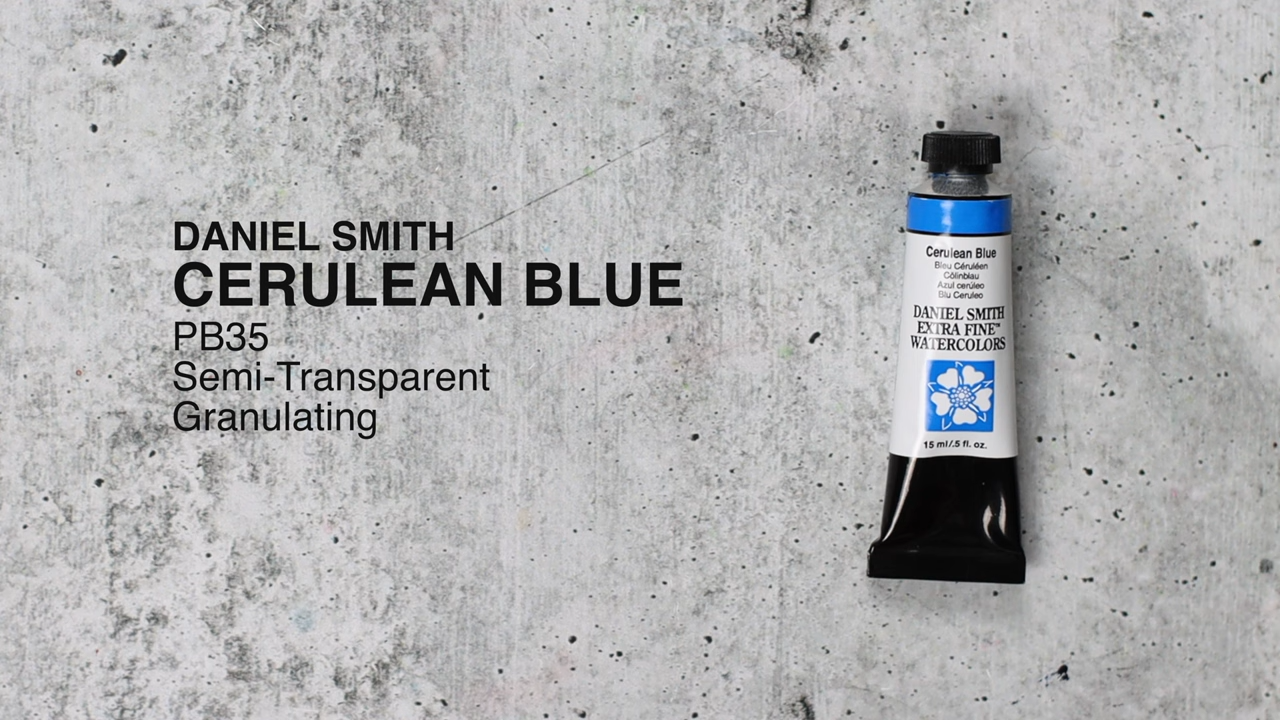 DANIEL SMITH
CERULEAN BLUE
PB35
Semi-Transparent
Granulating
Cerulean Blue
Bleu Céruléen
Cölinblau
Azul cerúleo
Blu Ceruleo
DANIEL SMITH
EXTRA FINE™
WATERCOLORS
15 ml/.5 fl. oz.